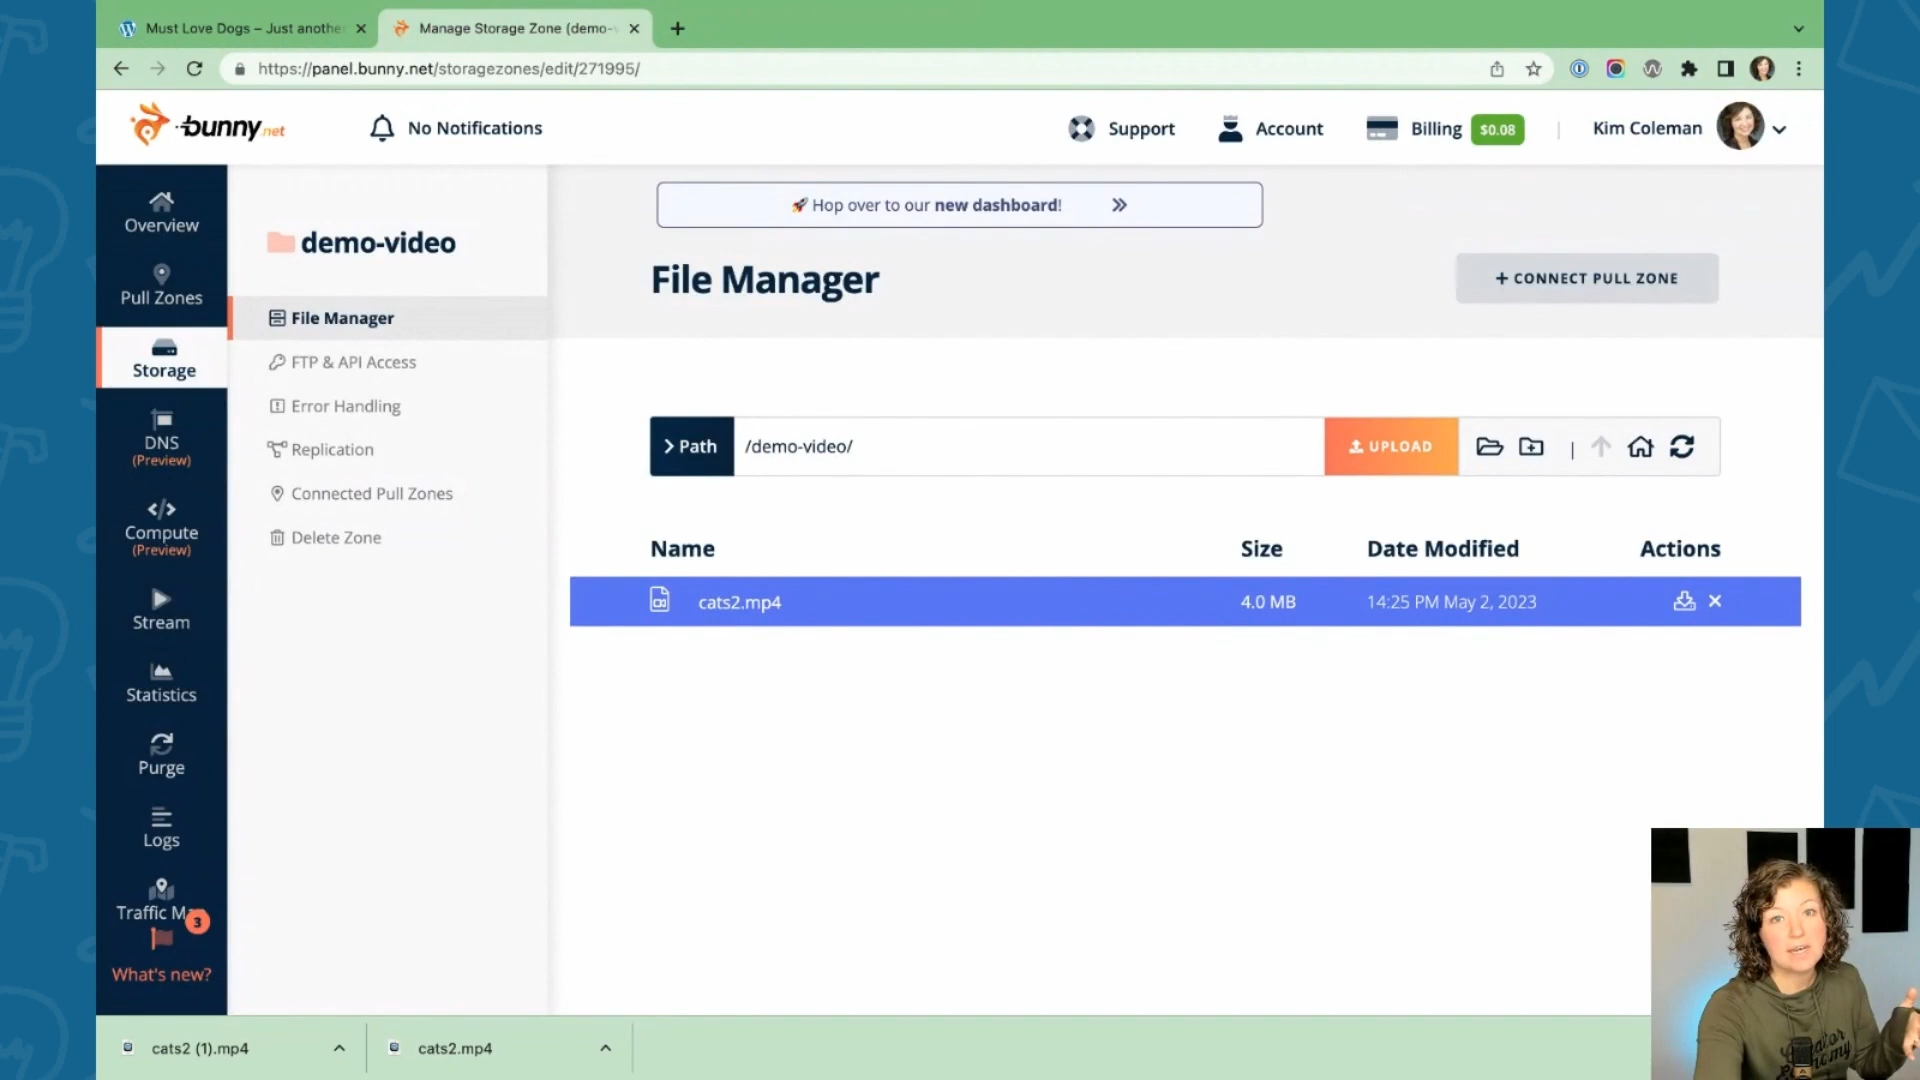 Must Love Dogs – Just anothe
Manage Storage Zone (demo-v
https://panel.bunny.net/storagezones/edit/271995/
bunny.net
No Notifications
Support
Account
Billing
$0.08
Kim Coleman
Overview
Pull Zones
Storage
DNS
(Preview)
Compute
(Preview)
Stream
Statistics
Purge
Logs
Traffic Ma
3
What's new?
demo-video
File Manager
FTP & API Access
Error Handling
Replication
Connected Pull Zones
Delete Zone
Hop over to our new dashboard!
File Manager
+ CONNECT PULL ZONE
Path
/demo-video/
UPLOAD
Name Size Date Modified Actions
cats2.mp4 4.0 MB 14:25 PM May 2, 2023
cats2 (1).mp4
cats2.mp4